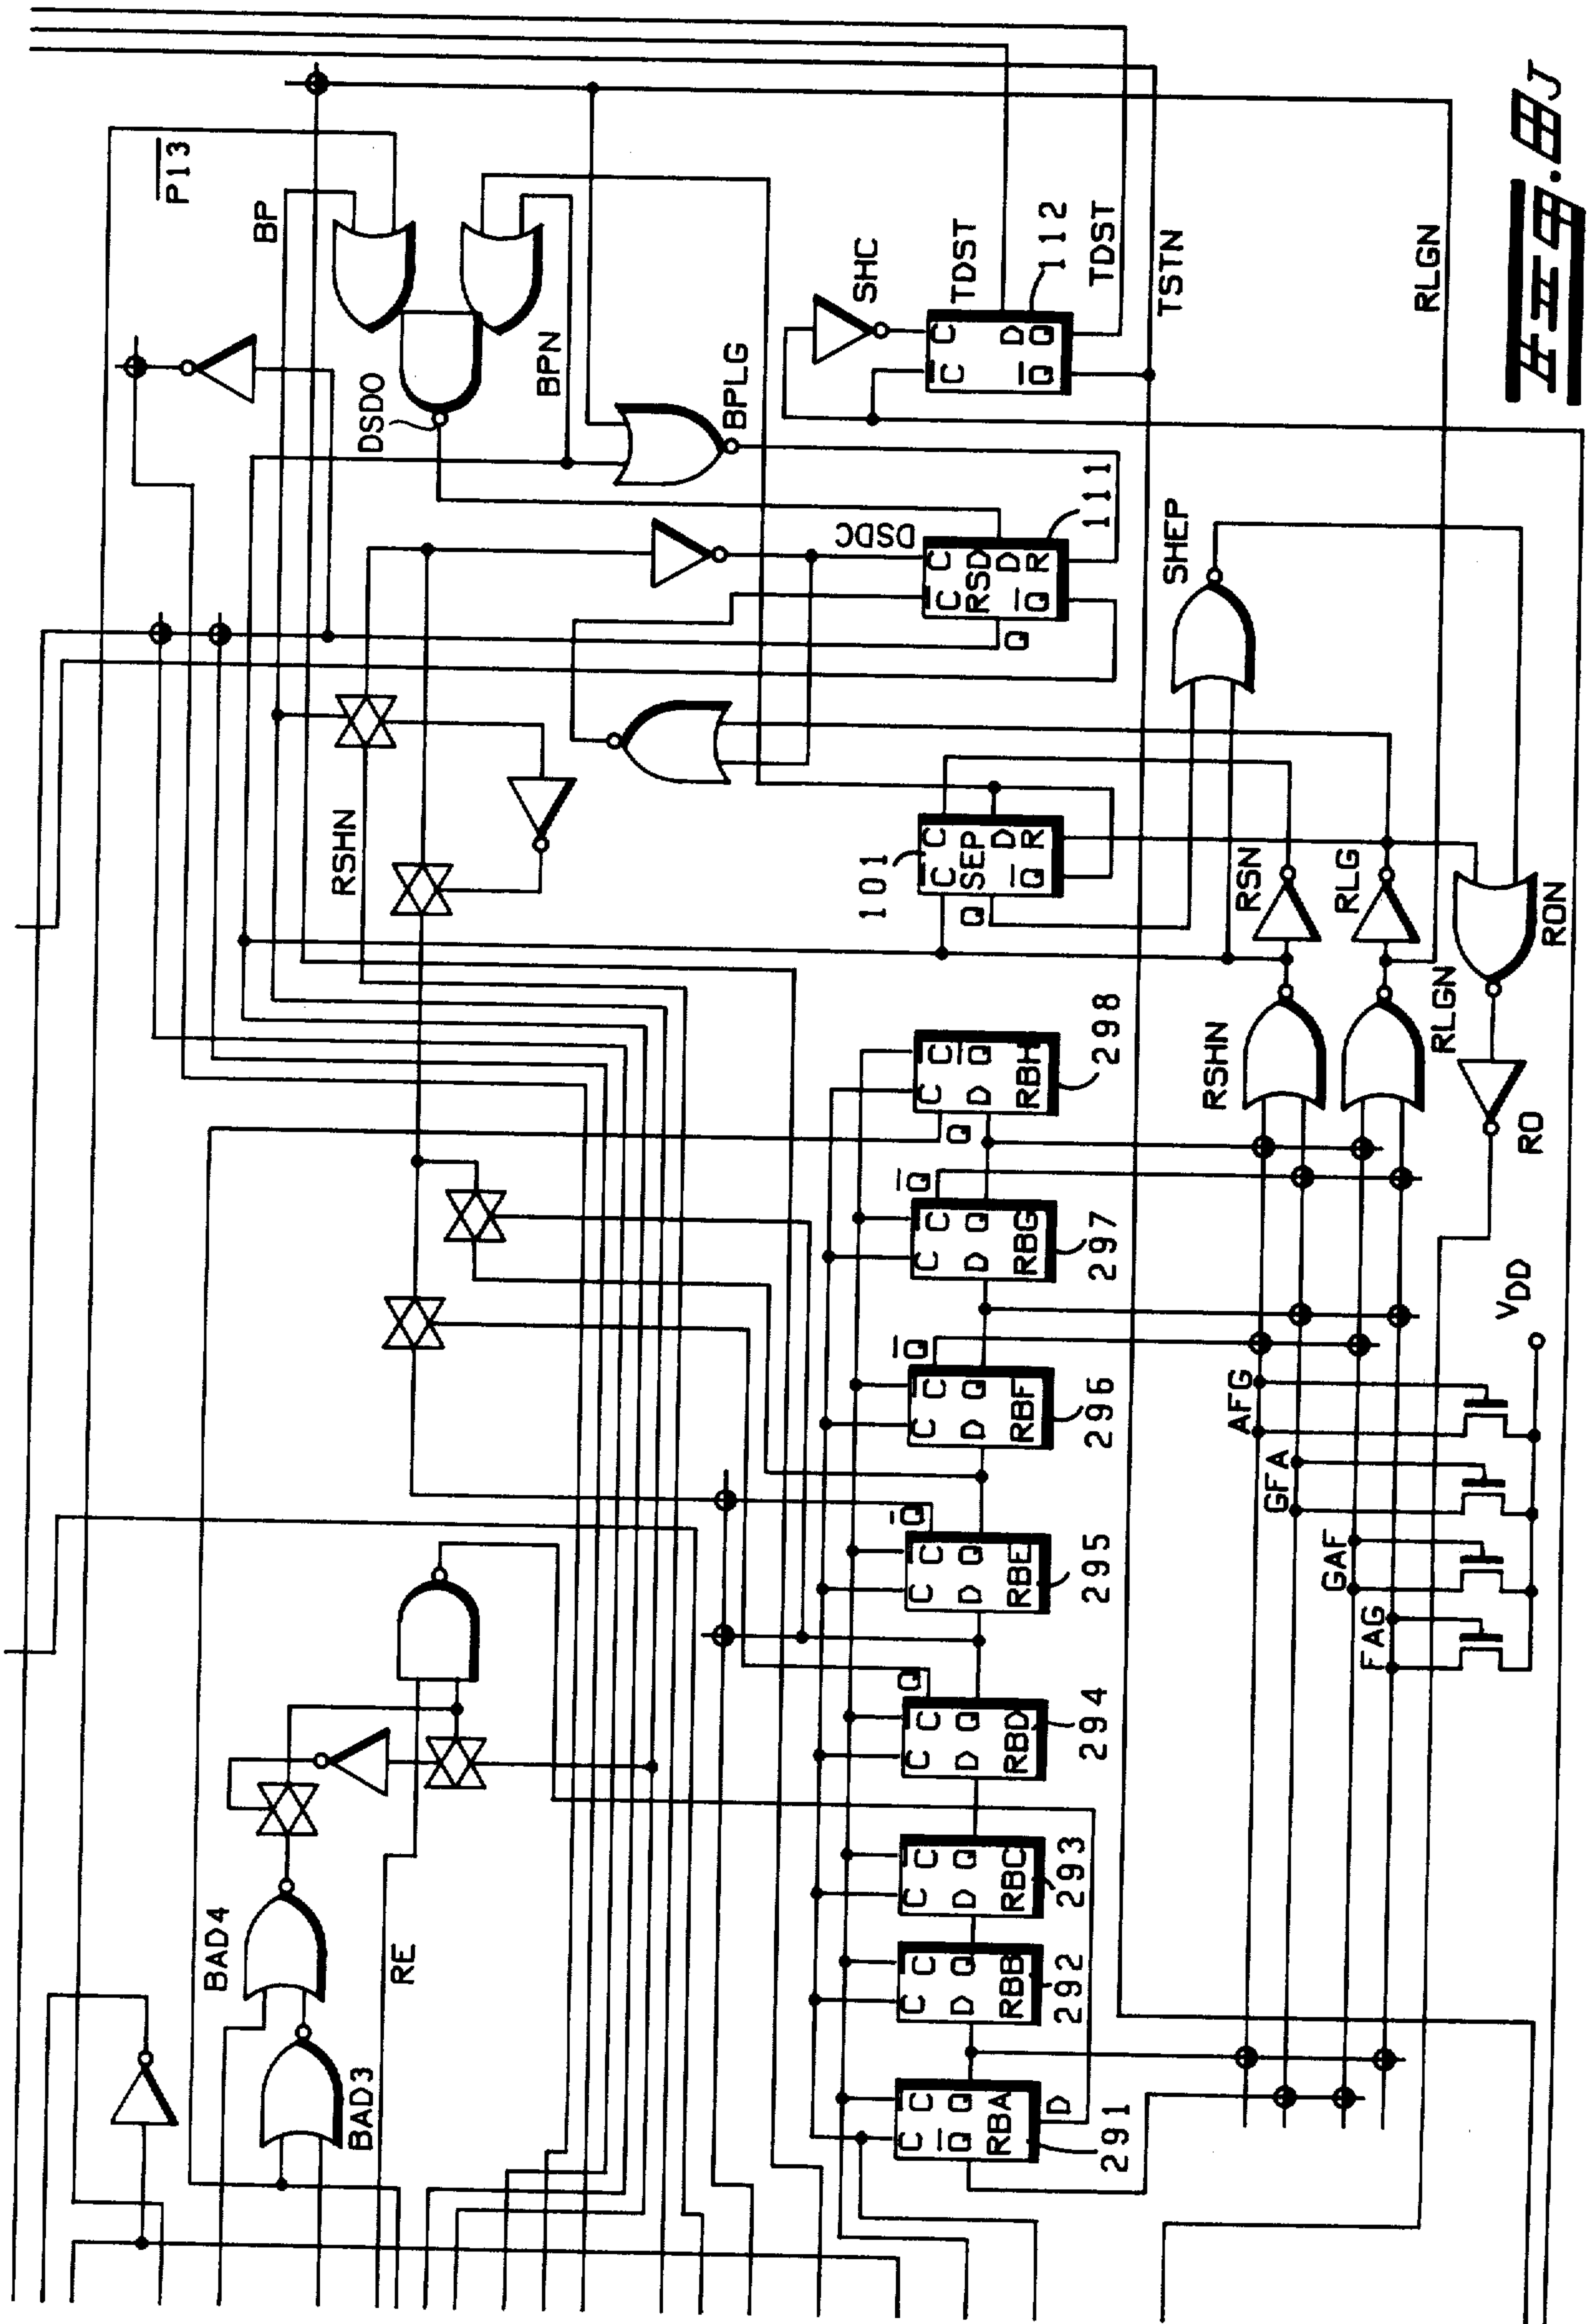 P13
BP
DSDO
BPN
BPLG
SHC
TDST
C C
D
Q Q
112
TDST
TSTN
RLGN
Fig. 8J
DSDC
C C
RSD
D
Q R
Q
111
SHEP
RSHN
101
C C
SEP
D
Q R
Q
RSN
RLG
RON
RSHN
RLGN
RO
C C
D Q
RBH
298
Q
Q
C C
D Q
RBG
297
Q
C C
D Q
RBF
296
Q
C C
D Q
RBE
295
Q
C C
D Q
RBD
294
C C
D Q
RBC
293
C C
D Q
RBB
292
C C
Q Q
RBA
D
291
AFG
GFA
GAF
FAG
VDD
BAD4
RE
BAD3